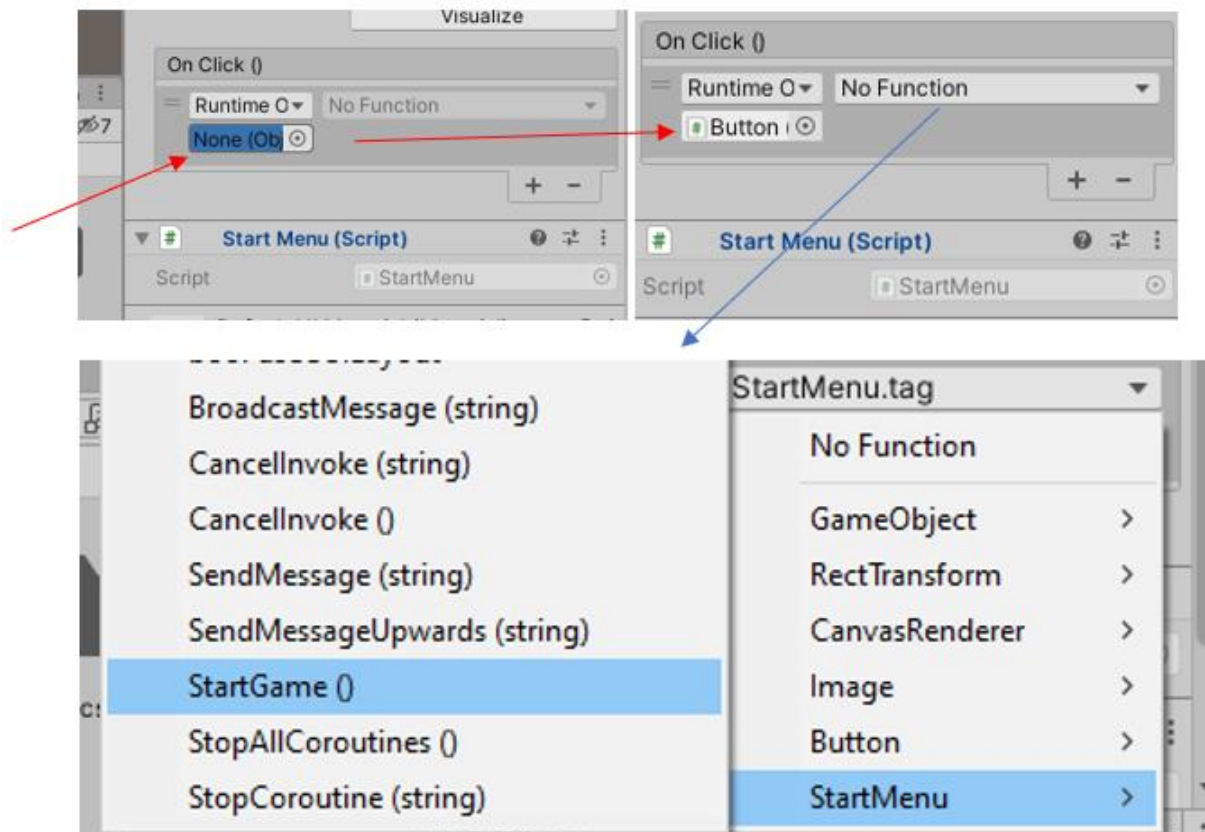 Visualize
On Click ()
Runtime O
No Function
None (Ob
+ -
# Start Menu (Script)
Script
# StartMenu
7
On Click ()
Runtime O
No Function
# Button (
+ -
# Start Menu (Script)
Script
# StartMenu
BroadcastMessage (string)
CancelInvoke (string)
CancelInvoke ()
SendMessage (string)
SendMessageUpwards (string)
StartGame ()
StopAllCoroutines ()
StopCoroutine (string)
StartMenu.tag
No Function
GameObject >
RectTransform >
CanvasRenderer >
Image >
Button >
StartMenu >